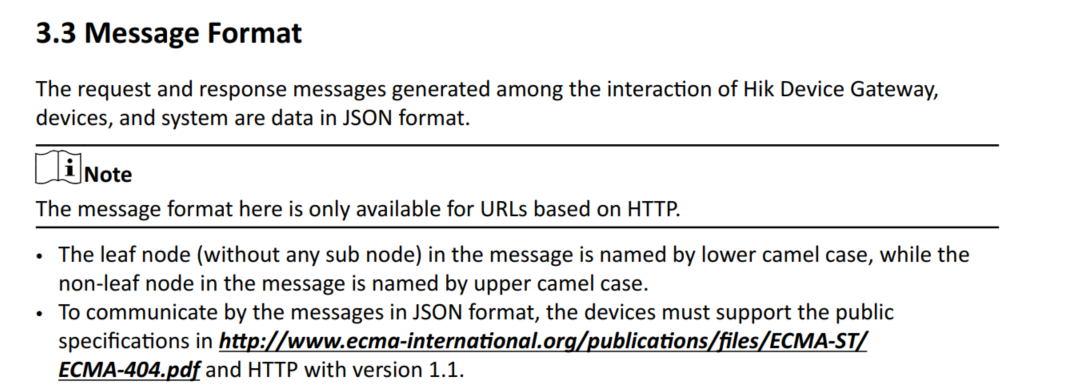 3.3 Message Format
The request and response messages generated among the interaction of Hik Device Gateway,
devices, and system are data in JSON format.
i Note
The message format here is only available for URLs based on HTTP.
• The leaf node (without any sub node) in the message is named by lower camel case, while the
non-leaf node in the message is named by upper camel case.
• To communicate by the messages in JSON format, the devices must support the public
specifications in http://www.ecma-international.org/publications/files/ECMA-ST/
ECMA-404.pdf and HTTP with version 1.1.